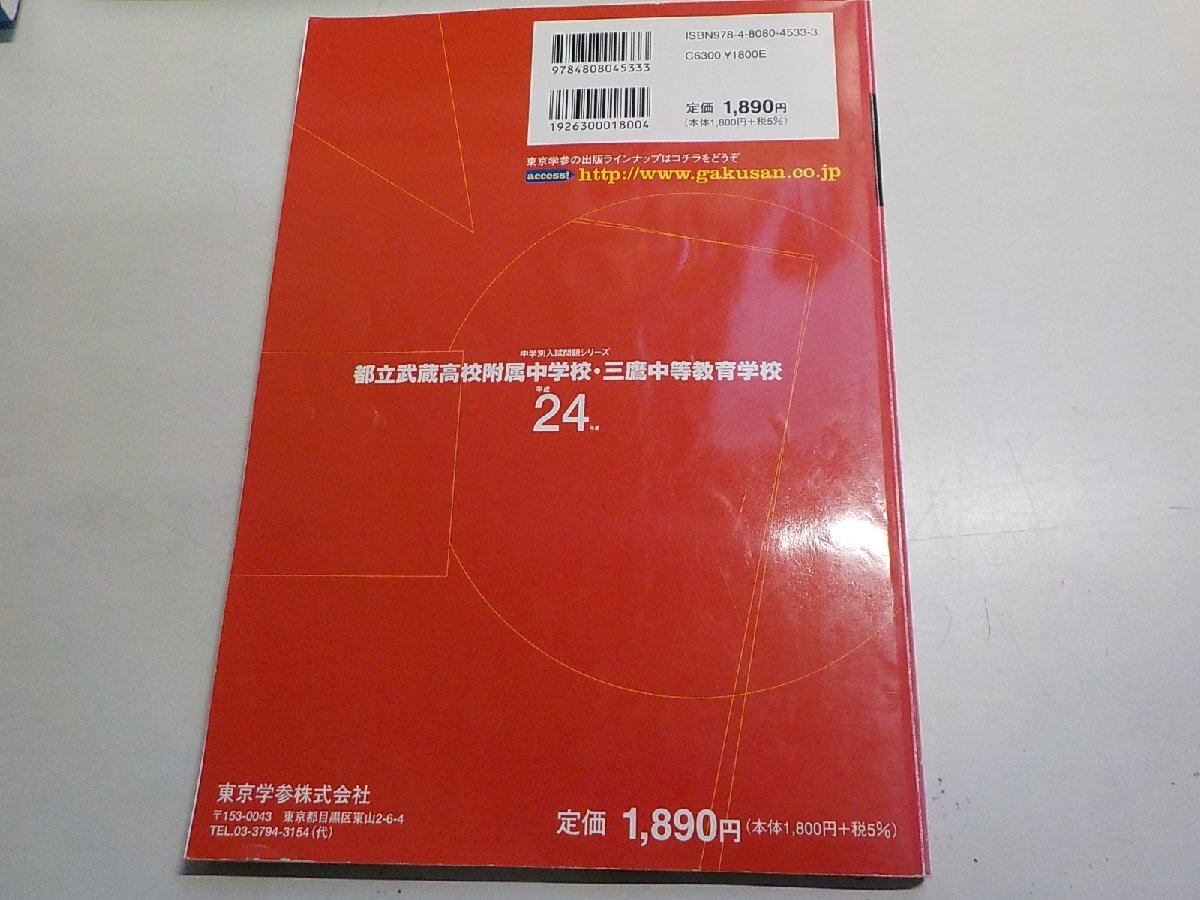 ISBN978-4-8080-4533-3
C6300 ¥1800E
9784808045333
定価 1,890円
(本体1,800円+税5%)
1926300018004
東京学参の出版ラインナップはコチラをどうぞ
access! http://www.gakusan.co.jp
中学別入試問題シリーズ
都立武蔵高校附属中学校・三鷹中等教育学校
平成
24年度
東京学参株式会社
〒153-0043 東京都目黒区東山2-6-4
TEL.03-3794-3154(代)
定価 1,890円(本体1,800円+税5%)